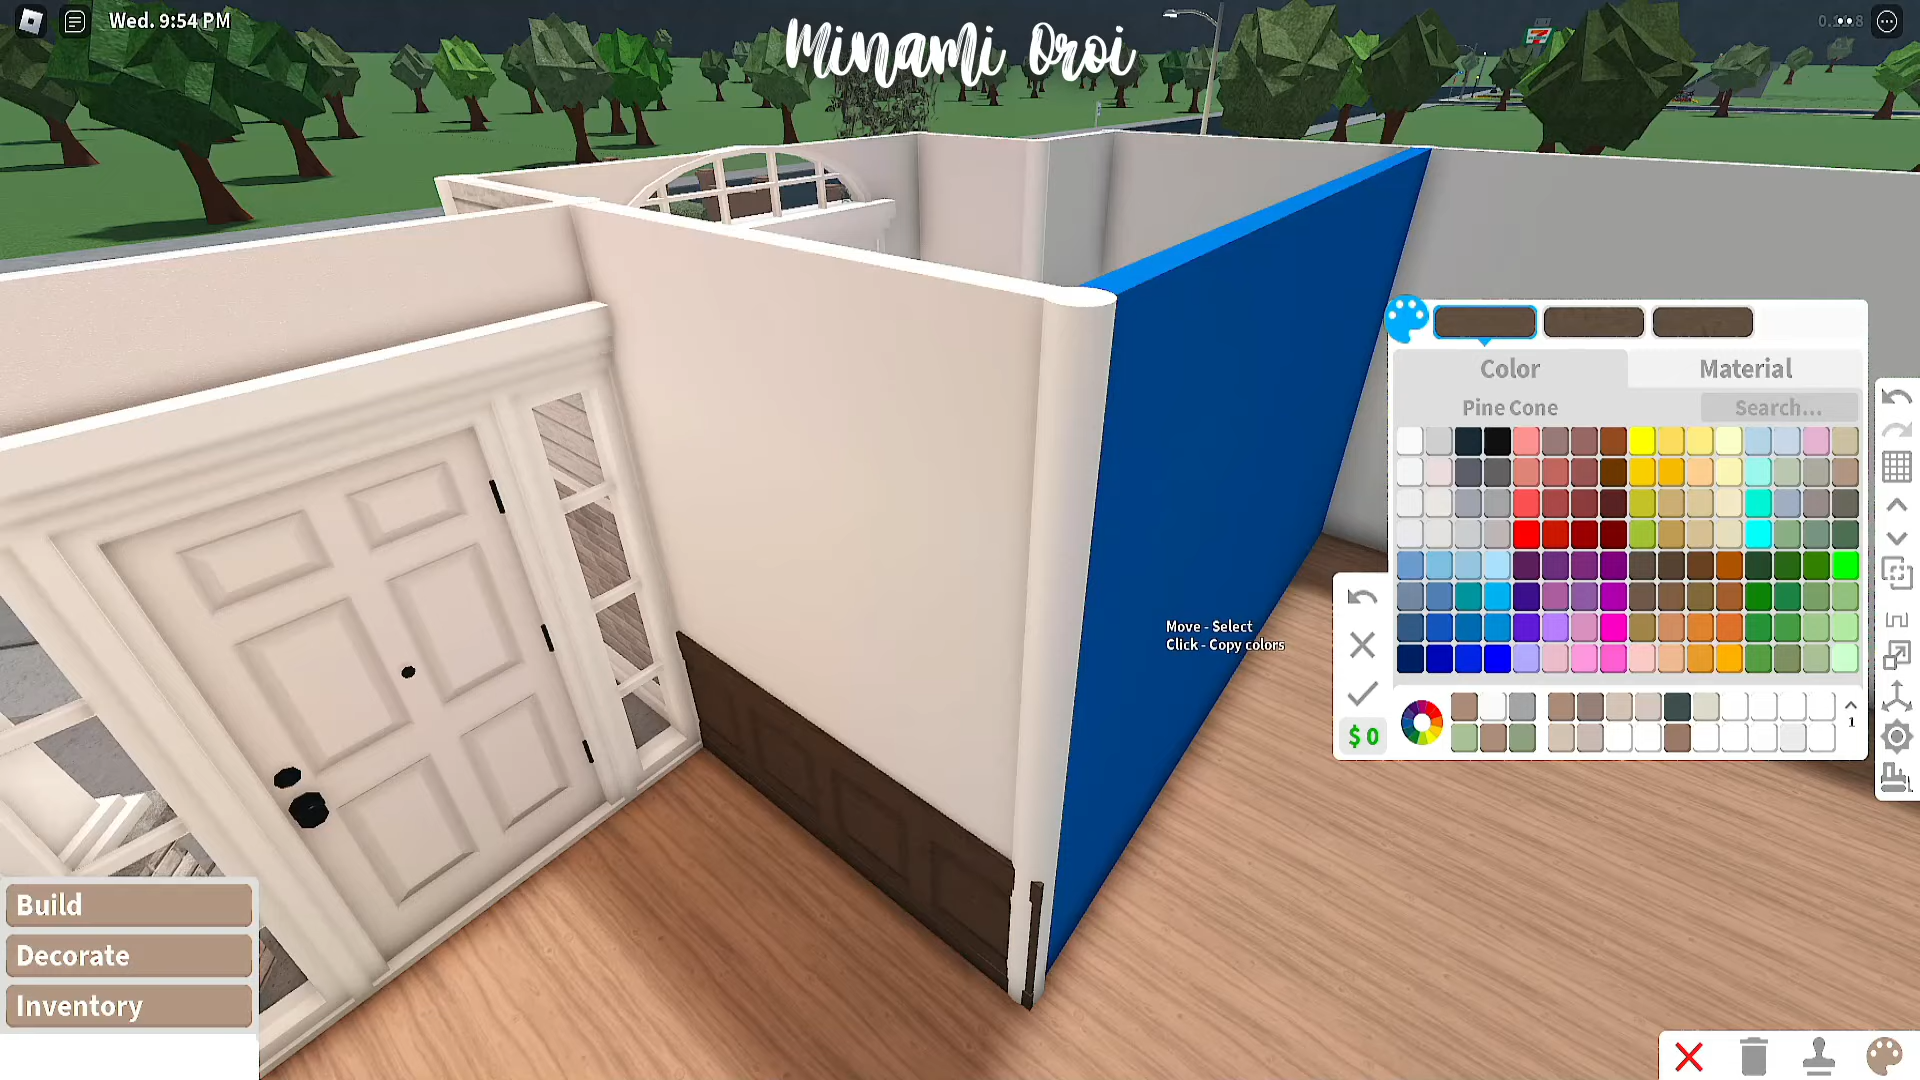 Wed. 9:54 PM
Minami Oroi
Color
Material
Pine Cone
Search...
Move - Select
Click - Copy colors
$ 0
1
Build
Decorate
Inventory